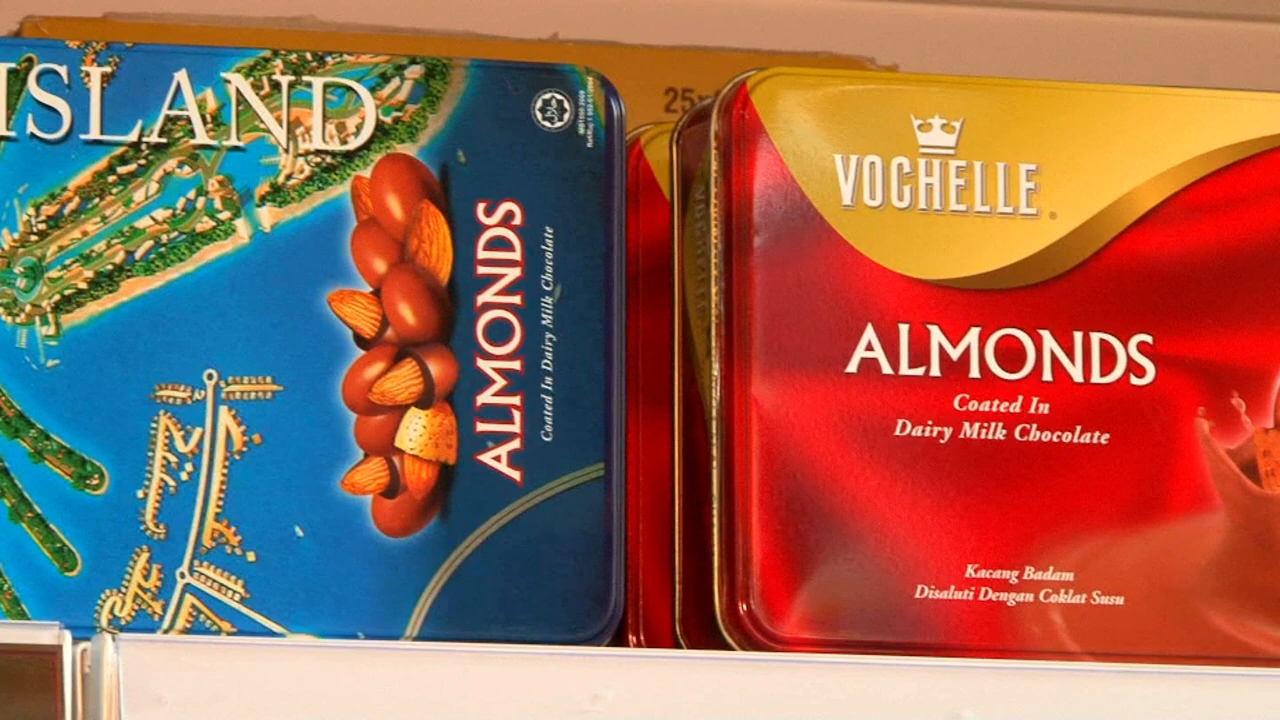 ISLAND
ALMONDS
Coated In Dairy Milk Chocolate
25
VOCHELLE
ALMONDS
Coated In
Dairy Milk Chocolate
Kacang Badam
Disaluti Dengan Coklat Susu